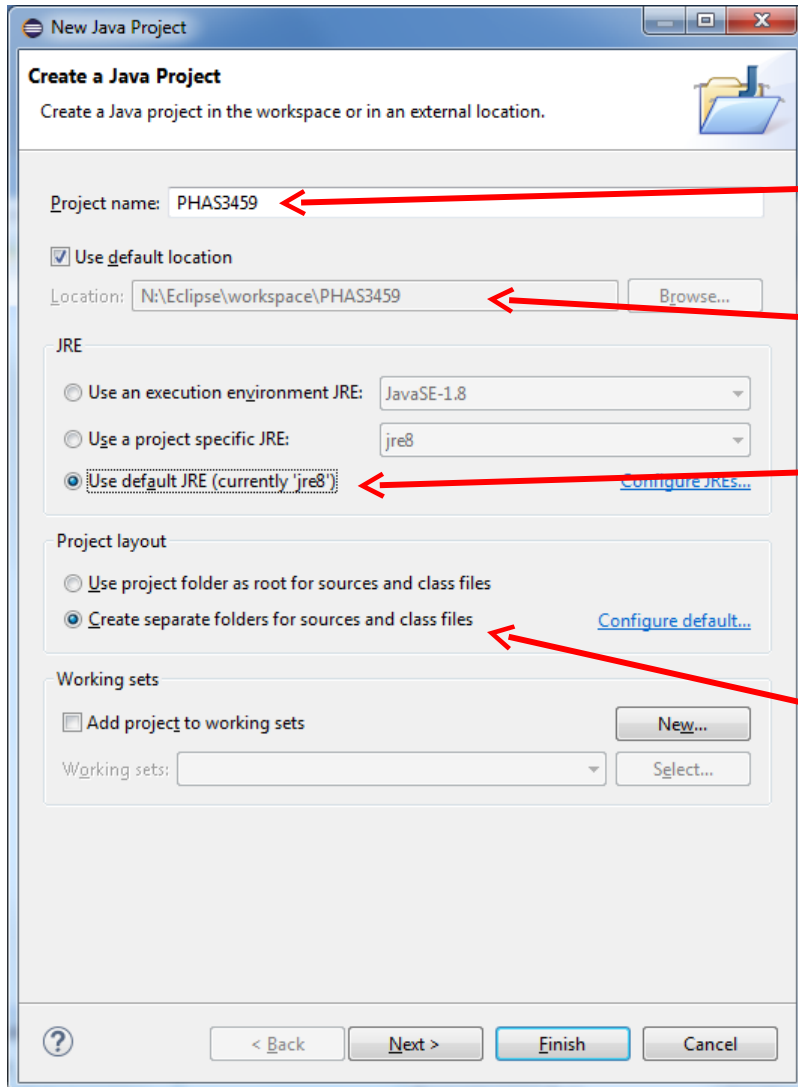 New Java Project
Create a Java Project
Create a Java project in the workspace or in an external location.
Project name: PHAS3459
Use default location
Location: N:\Eclipse\workspace\PHAS3459 Browse...
JRE
Use an execution environment JRE: JavaSE-1.8
Use a project specific JRE: jre8
Use default JRE (currently 'jre8') Configure JREs...
Project layout
Use project folder as root for sources and class files
Create separate folders for sources and class files Configure default...
Working sets
Add project to working sets New...
Working sets: Select...
? < Back Next > Finish Cancel